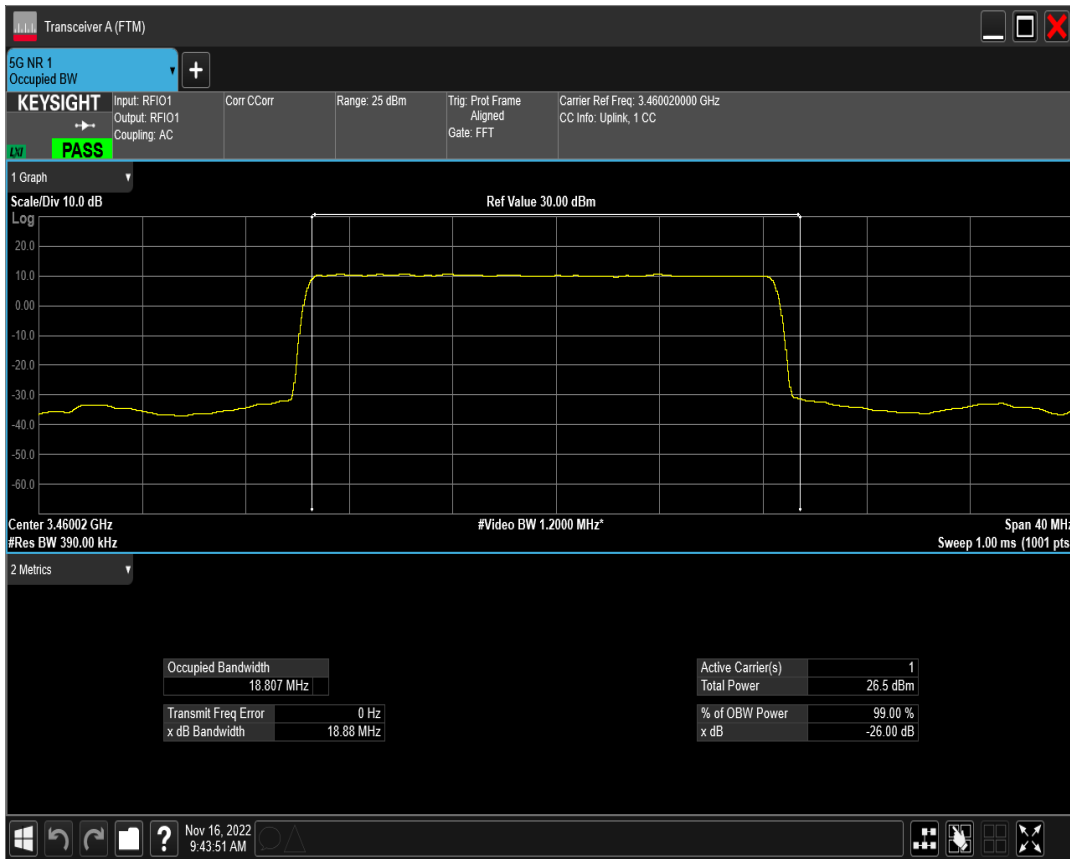 Transceiver A (FTM)
5G NR 1
Occupied BW
+
KEYSIGHT
LXI
PASS
Input: RFIO1
Output: RFIO1
Coupling: AC
Corr CCorr
Range: 25 dBm
Trig: Prot Frame
Aligned
Gate: FFT
Carrier Ref Freq: 3.460020000 GHz
CC Info: Uplink, 1 CC
1 Graph
Scale/Div 10.0 dB
Ref Value 30.00 dBm
Log
20.0
10.0
0.00
-10.0
-20.0
-30.0
-40.0
-50.0
-60.0
Center 3.46002 GHz
#Video BW 1.2000 MHz*
Span 40 MHz
#Res BW 390.00 kHz
Sweep 1.00 ms (1001 pts
2 Metrics
Occupied Bandwidth
18.807 MHz
Transmit Freq Error 0 Hz
x dB Bandwidth 18.88 MHz
Active Carrier(s) 1
Total Power 26.5 dBm
% of OBW Power 99.00 %
x dB -26.00 dB
?
Nov 16, 2022
9:43:51 AM